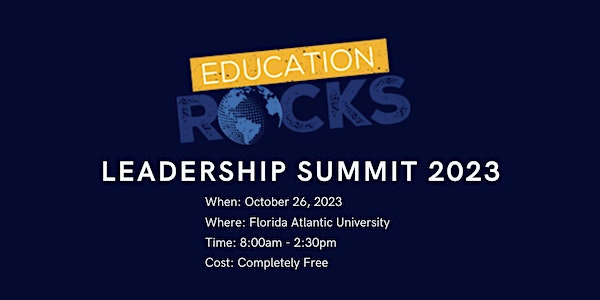 EDUCATION
ROCKS
LEADERSHIP SUMMIT 2023
When: October 26, 2023
Where: Florida Atlantic University
Time: 8:00am - 2:30pm
Cost: Completely Free